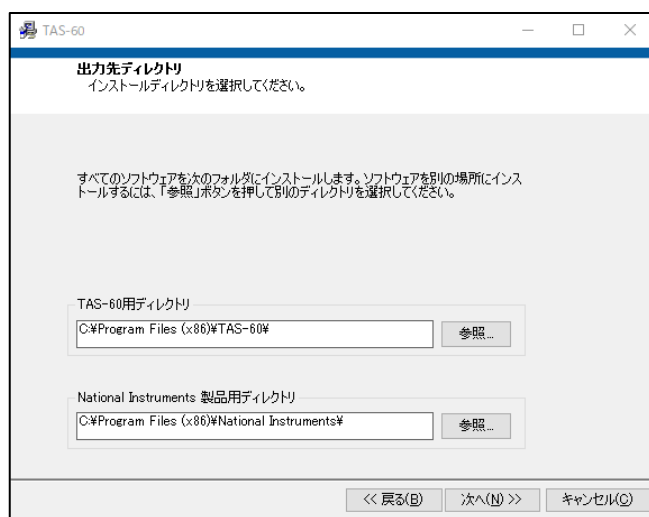 TAS-60
出力先ディレクトリ
インストールディレクトリを選択してください。
すべてのソフトウェアを次のフォルダにインストールします。ソフトウェアを別の場所にインス
トールするには、「参照」ボタンを押して別のディレクトリを選択してください。
TAS-60用ディレクトリ
C:¥Program Files (x86)¥TAS-60¥
参照...
National Instruments 製品用ディレクトリ
C:¥Program Files (x86)¥National Instruments¥
参照...
<< 戻る(B)
次へ(N) >>
キャンセル(C)